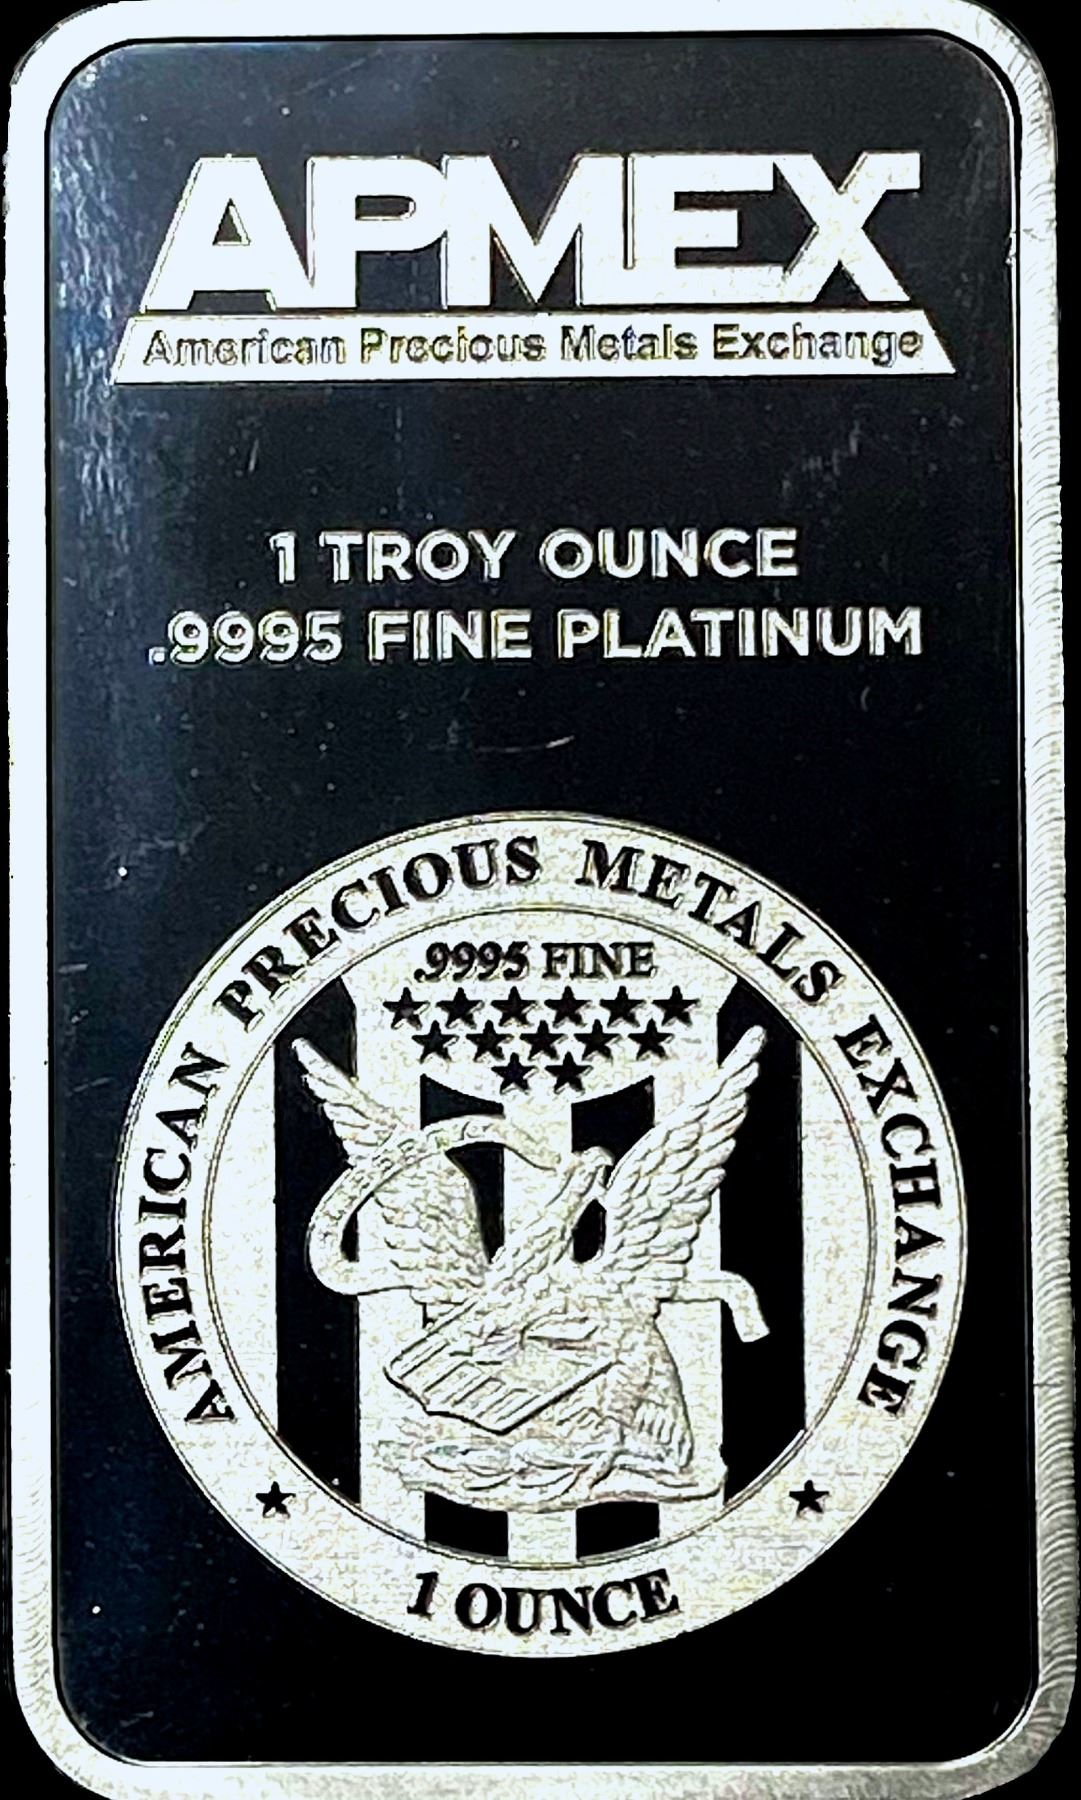 APMEX
American Precious Metals Exchange
1 TROY OUNCE
.9995 FINE PLATINUM
AMERICAN PRECIOUS METALS EXCHANGE
.9995 FINE
1 OUNCE